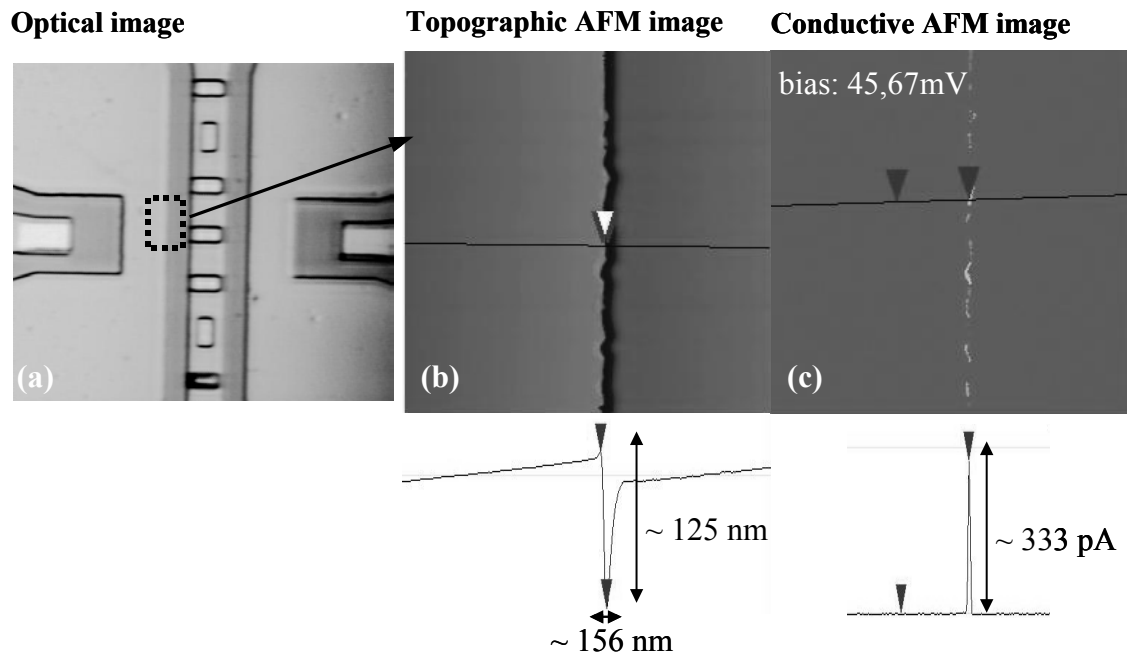 Optical image
Topographic AFM image
Conductive AFM image
bias: 45,67mV
(a)
(b)
(c)
~ 125 nm
~ 333 pA
~ 156 nm